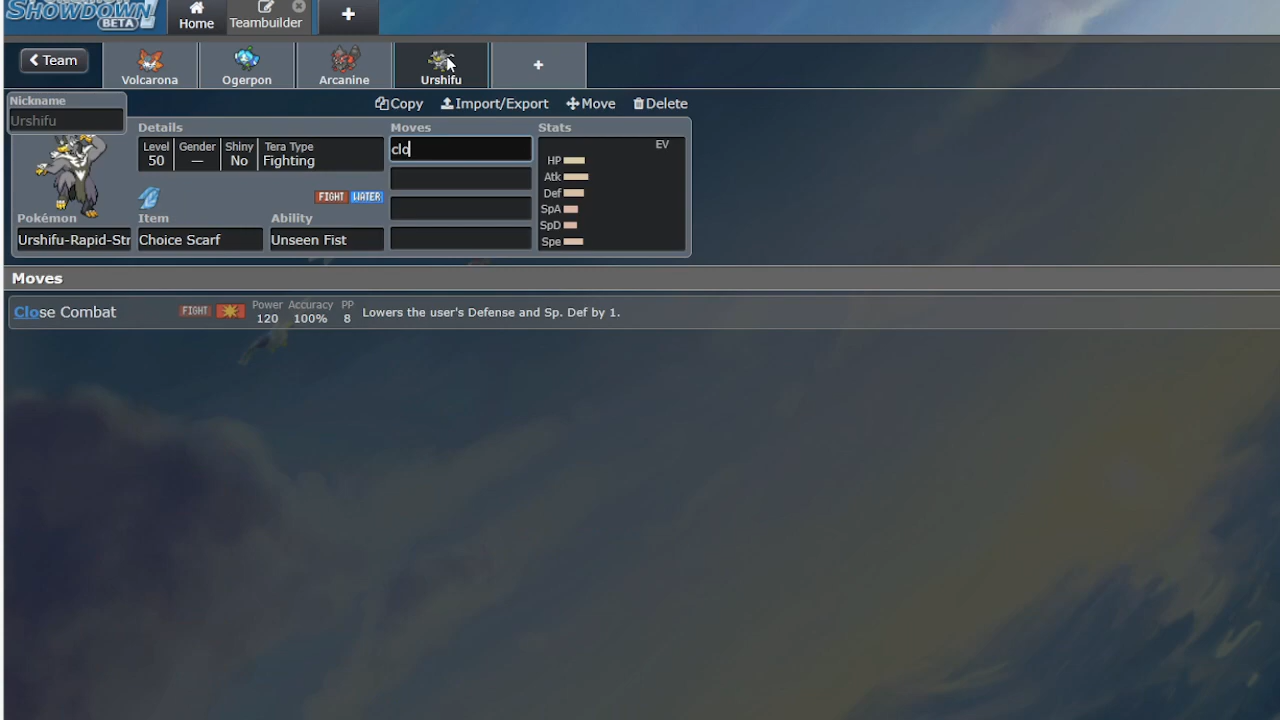 SHOWDOWN
BETA
Home
Teambuilder
+
< Team
Volcarona
Ogerpon
Arcanine
Urshifu
+
Copy
Import/Export
Move
Delete
Nickname
Urshifu
Details
Level
50
Gender
—
Shiny
No
Tera Type
Fighting
FIGHT WATER
Pokémon
Urshifu-Rapid-Str
Item
Choice Scarf
Ability
Unseen Fist
Moves
clo
Stats
EV
HP
Atk
Def
SpA
SpD
Spe
Moves
Close Combat
FIGHT
Power
120
Accuracy
100%
PP
8
Lowers the user's Defense and Sp. Def by 1.